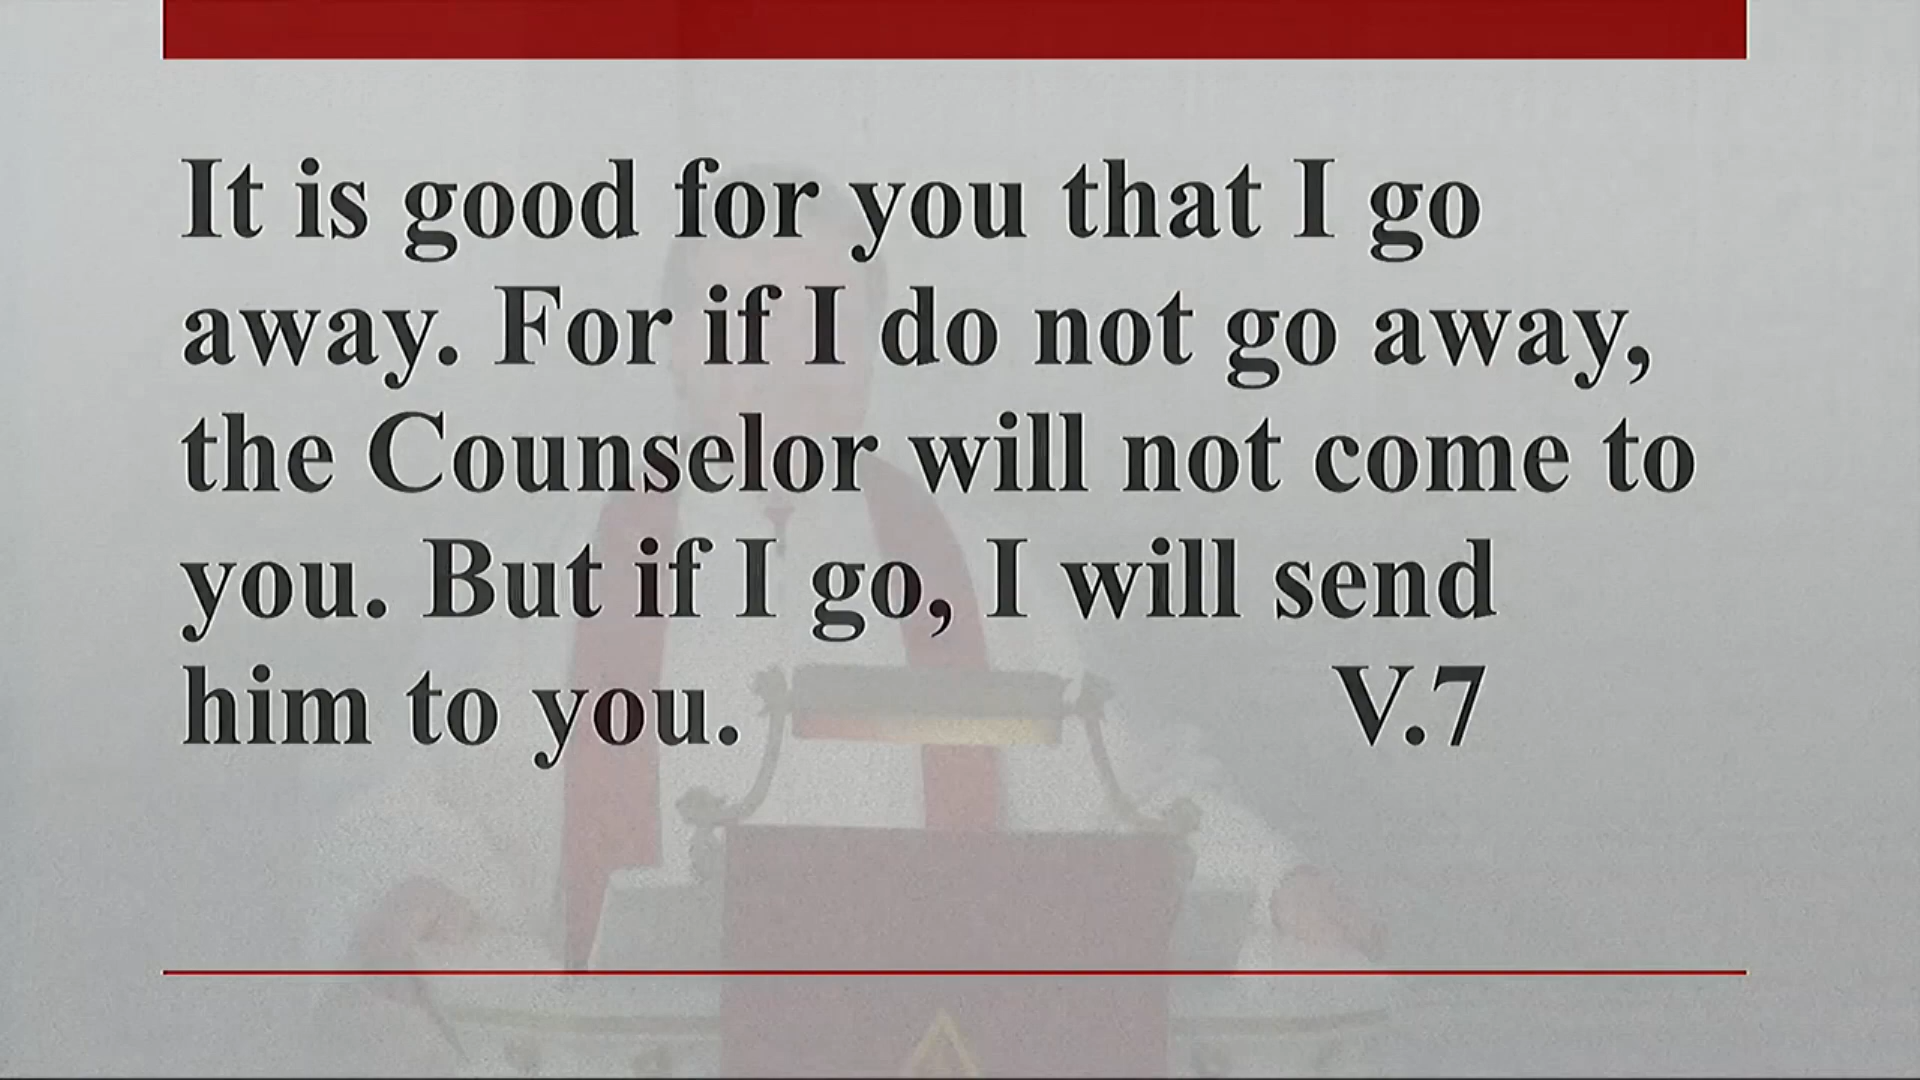 It is good for you that I go
away. For if I do not go away,
the Counselor will not come to
you. But if I go, I will send
him to you. V.7